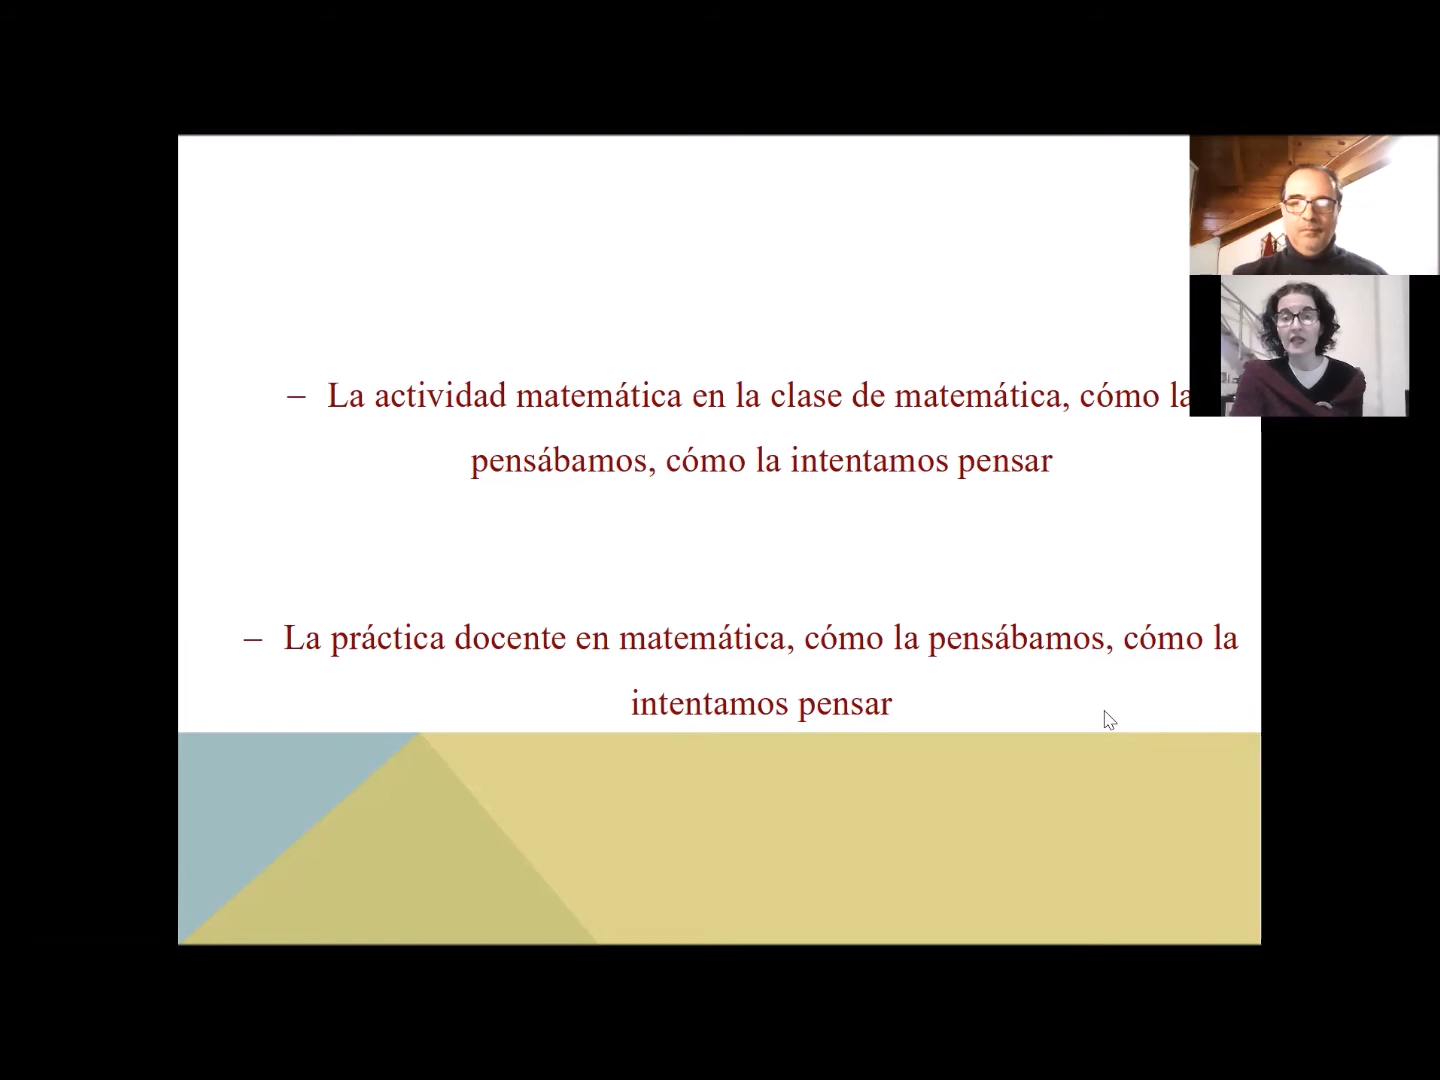 – La actividad matemática en la clase de matemática, cómo la
pensábamos, cómo la intentamos pensar
– La práctica docente en matemática, cómo la pensábamos, cómo la
intentamos pensar